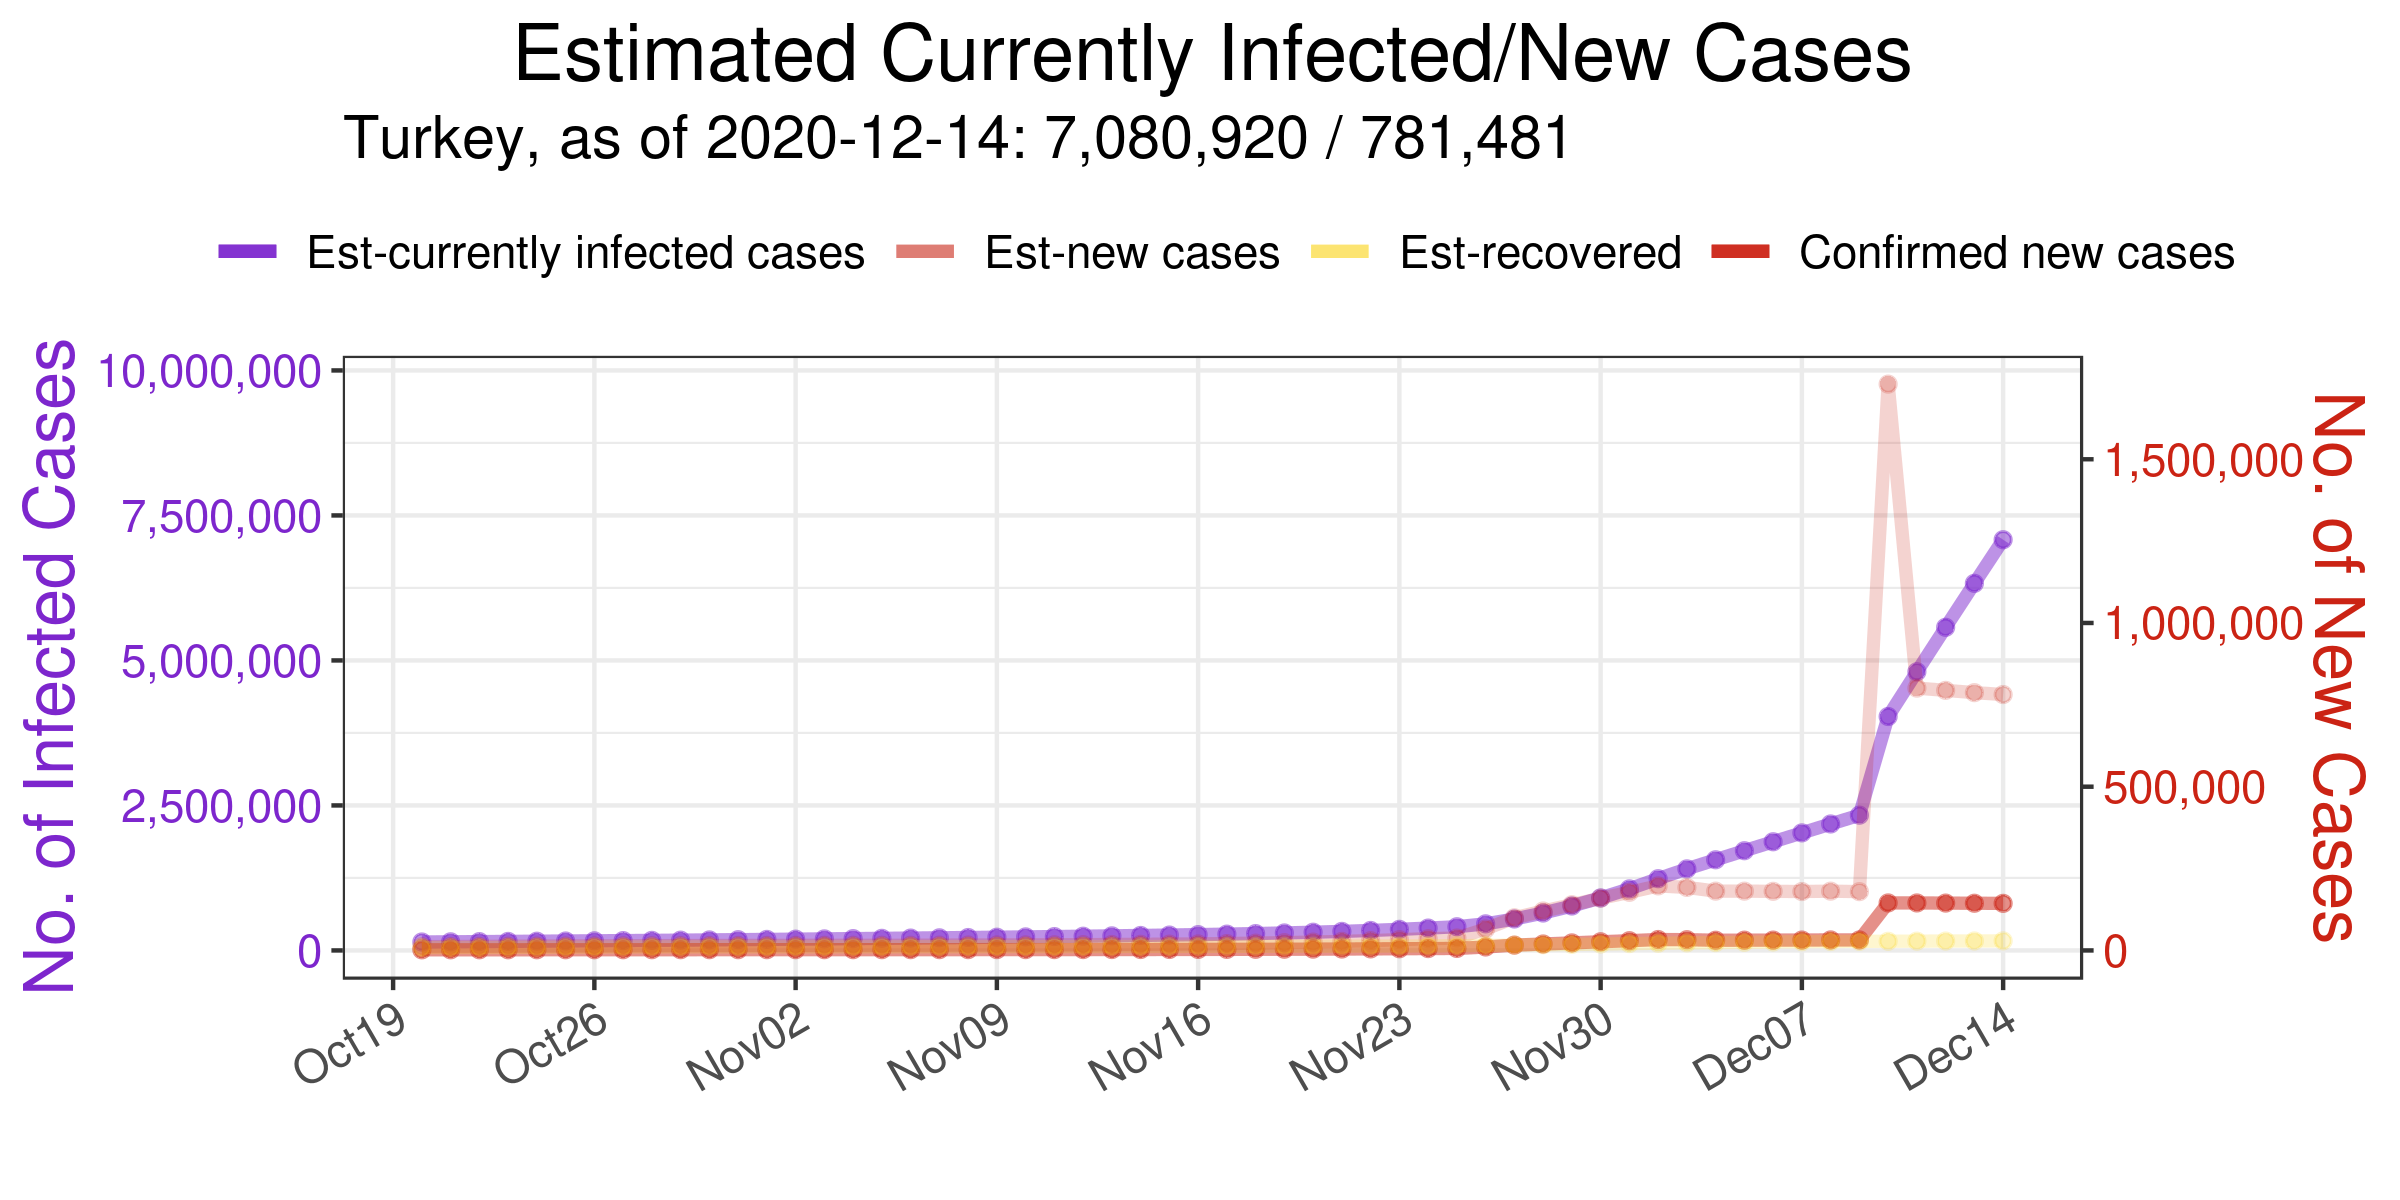 Estimated Currently Infected/New Cases
Turkey, as of 2020-12-14: 7,080,920 / 781,481
Est-currently infected cases Est-new cases Est-recovered Confirmed new cases
No. of Infected Cases
10,000,000
7,500,000
5,000,000
2,500,000
0
1,500,000
1,000,000
500,000
0
No. of New Cases
Oct19 Oct26 Nov02 Nov09 Nov16 Nov23 Nov30 Dec07 Dec14